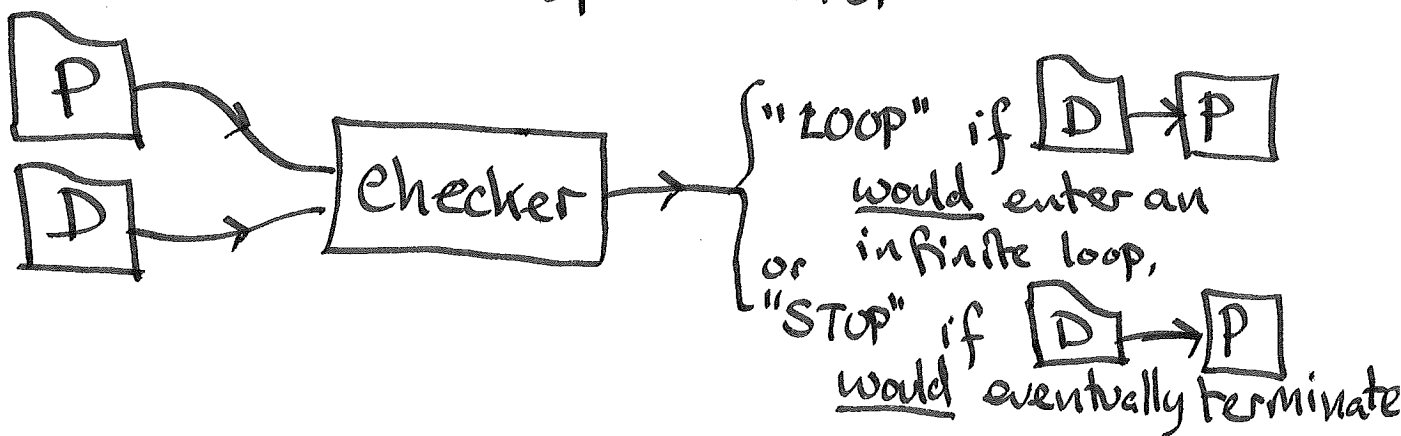 P
D
Checker
"LOOP" if D P
would enter an
infinite loop,
or
"STOP" if D P
would eventually terminate